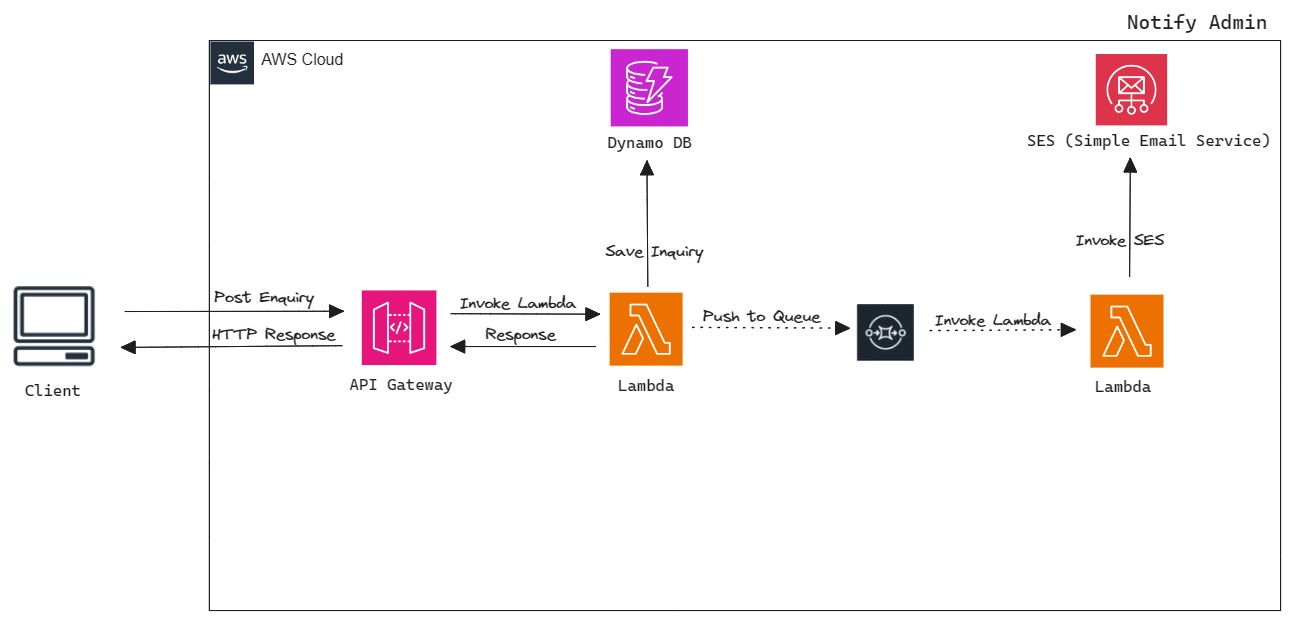 Notify Admin
aws
AWS Cloud
Dynamo DB
SES (Simple Email Service)
Save Inquiry
Invoke SES
Post Enquiry
Invoke Lambda
Push to Queue
Invoke Lambda
HTTP Response
Response
Client
API Gateway
Lambda
Lambda